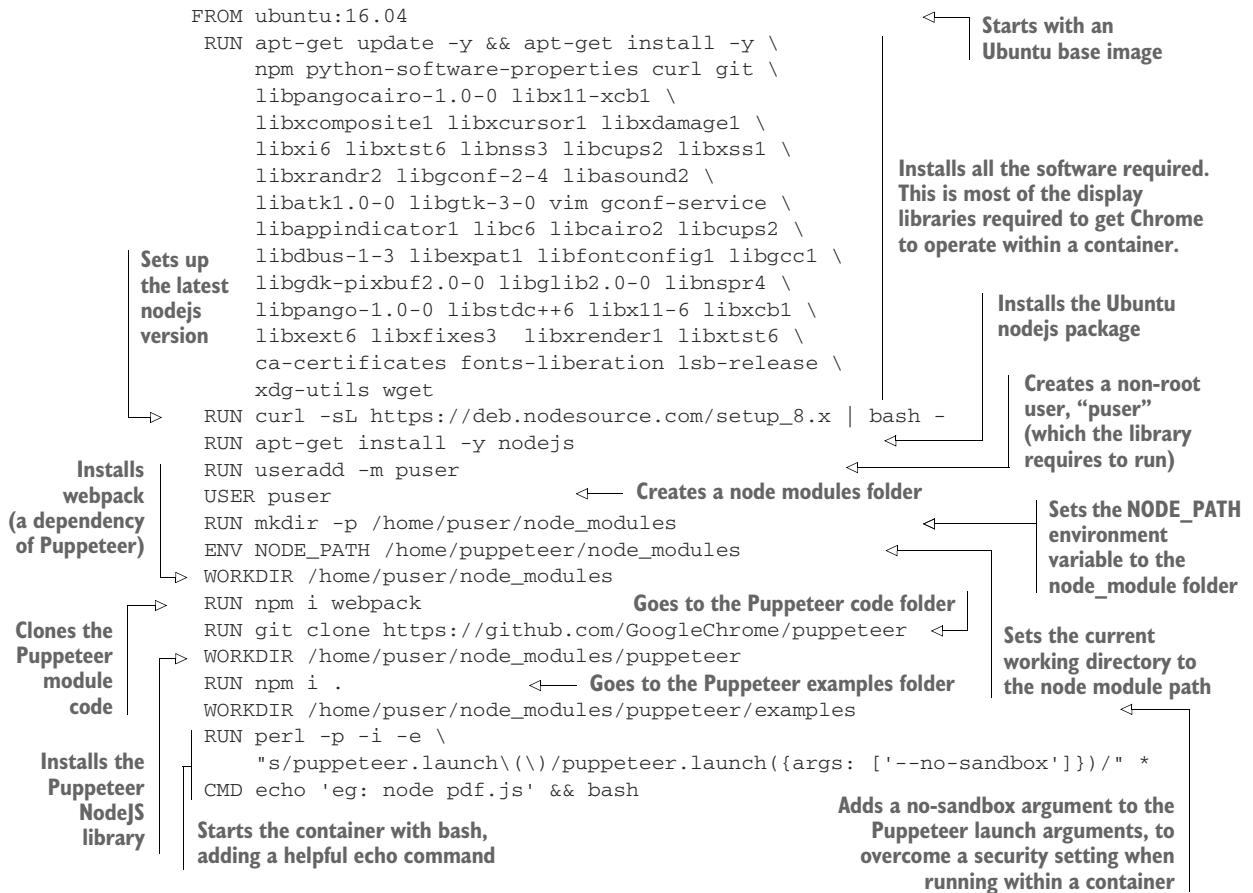 FROM ubuntu:16.04
RUN apt-get update -y && apt-get install -y \
npm python-software-properties curl git \
libpangocairo-1.0-0 libx11-xcb1 \
libxcomposite1 libxcursor1 libxdamage1 \
libxi6 libxtst6 libnss3 libcups2 libxss1 \
libxrandr2 libgconf-2-4 libasound2 \
libatk1.0-0 libgtk-3-0 vim gconf-service \
libappindicator1 libc6 libcairo2 libcups2 \
libdbus-1-3 libexpat1 libfontconfig1 libgcc1 \
libgdk-pixbuf2.0-0 libglib2.0-0 libnspr4 \
libpango-1.0-0 libstdc++6 libx11-6 libxcb1 \
libxext6 libxfixes3  libxrender1 libxtst6 \
ca-certificates fonts-liberation lsb-release \
xdg-utils wget
RUN curl -sL https://deb.nodesource.com/setup_8.x | bash -
RUN apt-get install -y nodejs
RUN useradd -m puser
USER puser
RUN mkdir -p /home/puser/node_modules
ENV NODE_PATH /home/puppeteer/node_modules
WORKDIR /home/puser/node_modules
RUN npm i webpack
RUN git clone https://github.com/GoogleChrome/puppeteer
WORKDIR /home/puser/node_modules/puppeteer
RUN npm i .
WORKDIR /home/puser/node_modules/puppeteer/examples
RUN perl -p -i -e \
"s/puppeteer.launch\(\)/puppeteer.launch({args: ['--no-sandbox']})/" *
CMD echo 'eg: node pdf.js' && bash
Starts with an
Ubuntu base image
Installs all the software required.
This is most of the display
libraries required to get Chrome
to operate within a container.
Sets up
the latest
nodejs
version
Installs the Ubuntu
nodejs package
Creates a non-root
user, “puser”
(which the library
requires to run)
Installs
webpack
(a dependency
of Puppeteer)
Creates a node modules folder
Sets the NODE_PATH
environment
variable to the
node_module folder
Goes to the Puppeteer code folder
Clones the
Puppeteer
module
code
Sets the current
working directory to
the node module path
Goes to the Puppeteer examples folder
Installs the
Puppeteer
NodeJS
library
Starts the container with bash,
adding a helpful echo command
Adds a no-sandbox argument to the
Puppeteer launch arguments, to
overcome a security setting when
running within a container